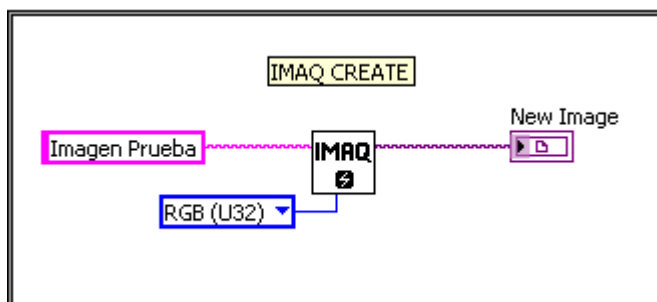 IMAQ CREATE
New Image
Imagen Prueba
IMAQ
RGB (U32)